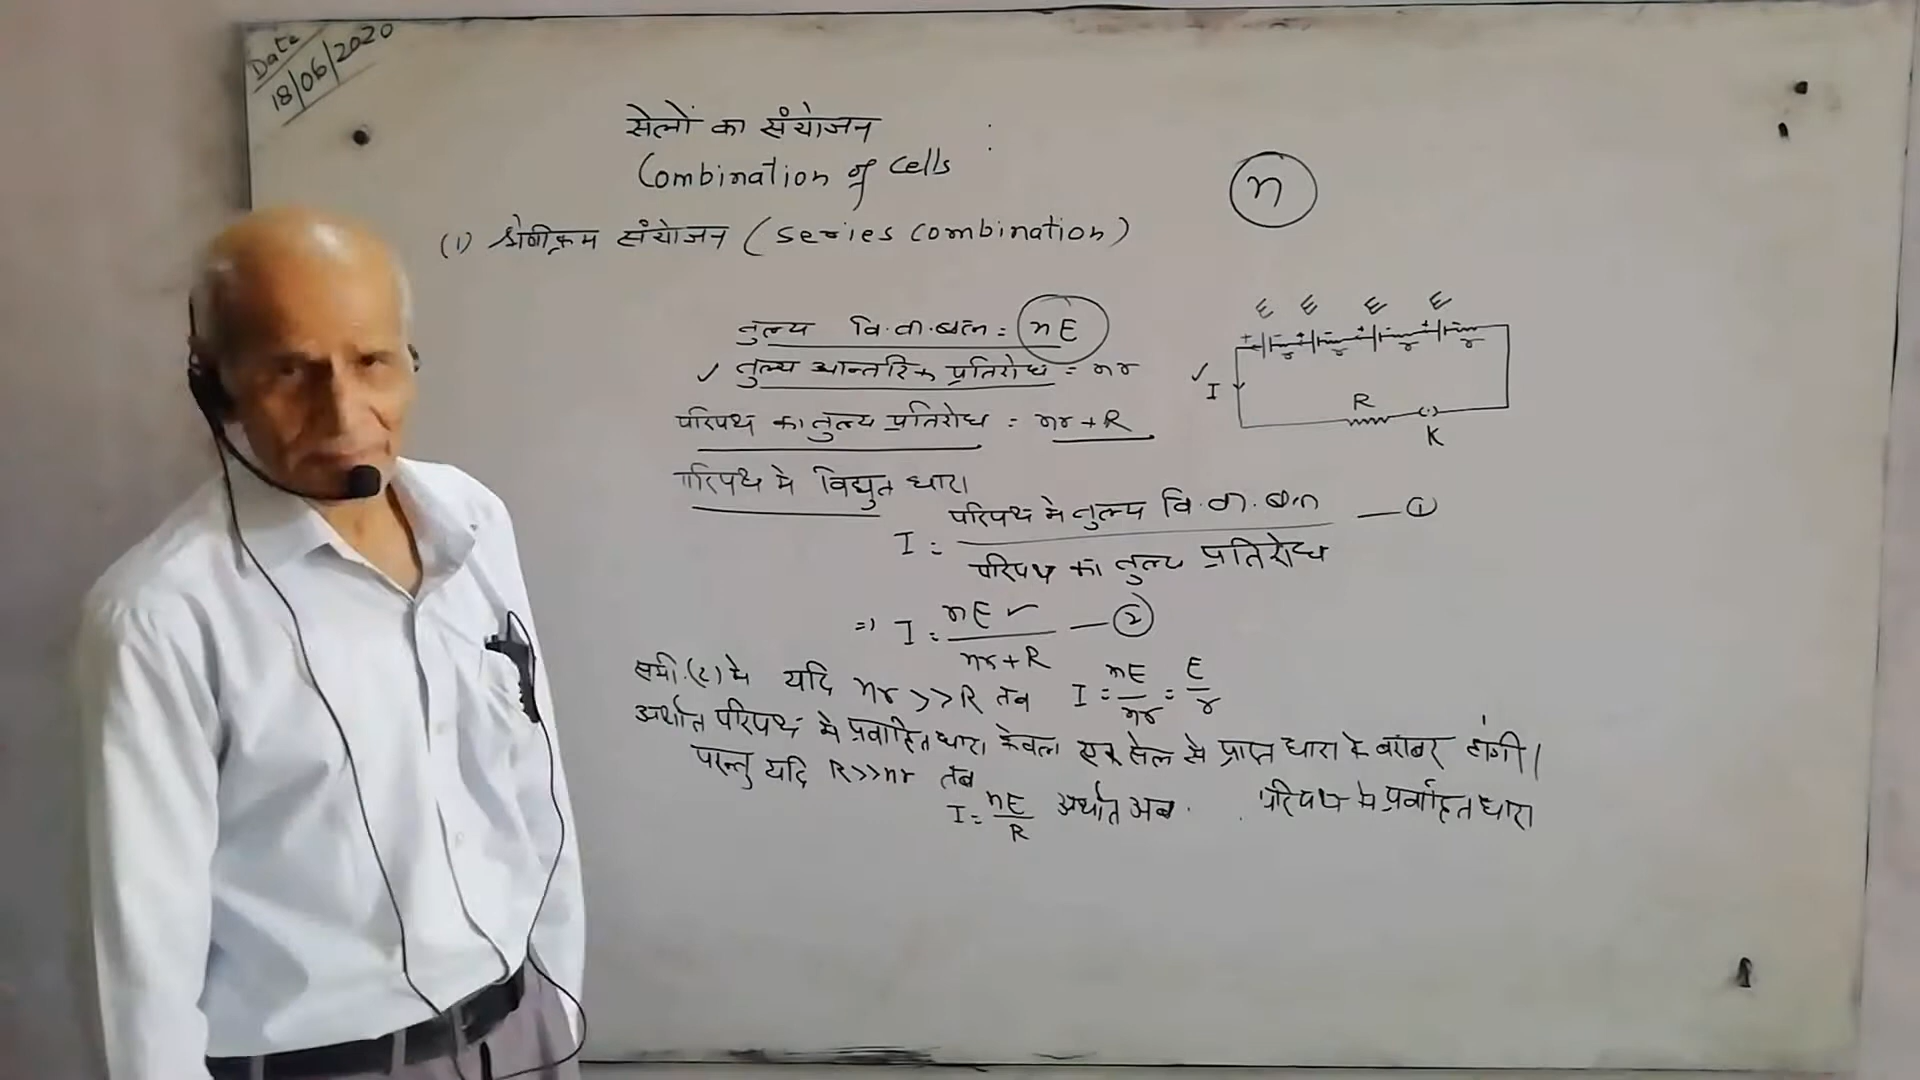 Date
18/06/2020
सेलों का संयोजन :
Combination of cells
n
(1) श्रेणीक्रम संयोजन (series combination)
E E E E
+ - + - + - + -
r r r r
तुल्य वि.वा.बल = nE
✓ तुल्य आन्तरिक प्रतिरोध = nr
✓ I
R
K
परिपथ का तुल्य प्रतिरोध = nr+R
परिपथ मे विद्युत धारा
I = परिपथ मे तुल्य वि.वा.बल / परिपथ का तुल्य प्रतिरोध — ①
=> I = nE ✓ / nr+R — ②
समी.(2) मे यदि nr>>R तब I = nE/nr = E/r
अर्थात परिपथ मे प्रवाहित धारा केवल एक सेल से प्राप्त धारा के बराबर होगी।
परन्तु यदि R>>nr तब
I = nE/R अर्थात अब परिपथ मे प्रवाहित धारा